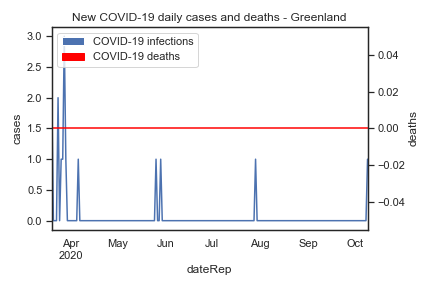 New COVID-19 daily cases and deaths - Greenland
COVID-19 infections
COVID-19 deaths
3.0
2.5
2.0
1.5
1.0
0.5
0.0
cases
0.04
0.02
0.00
−0.02
−0.04
deaths
Apr
2020
May
Jun
Jul
Aug
Sep
Oct
dateRep